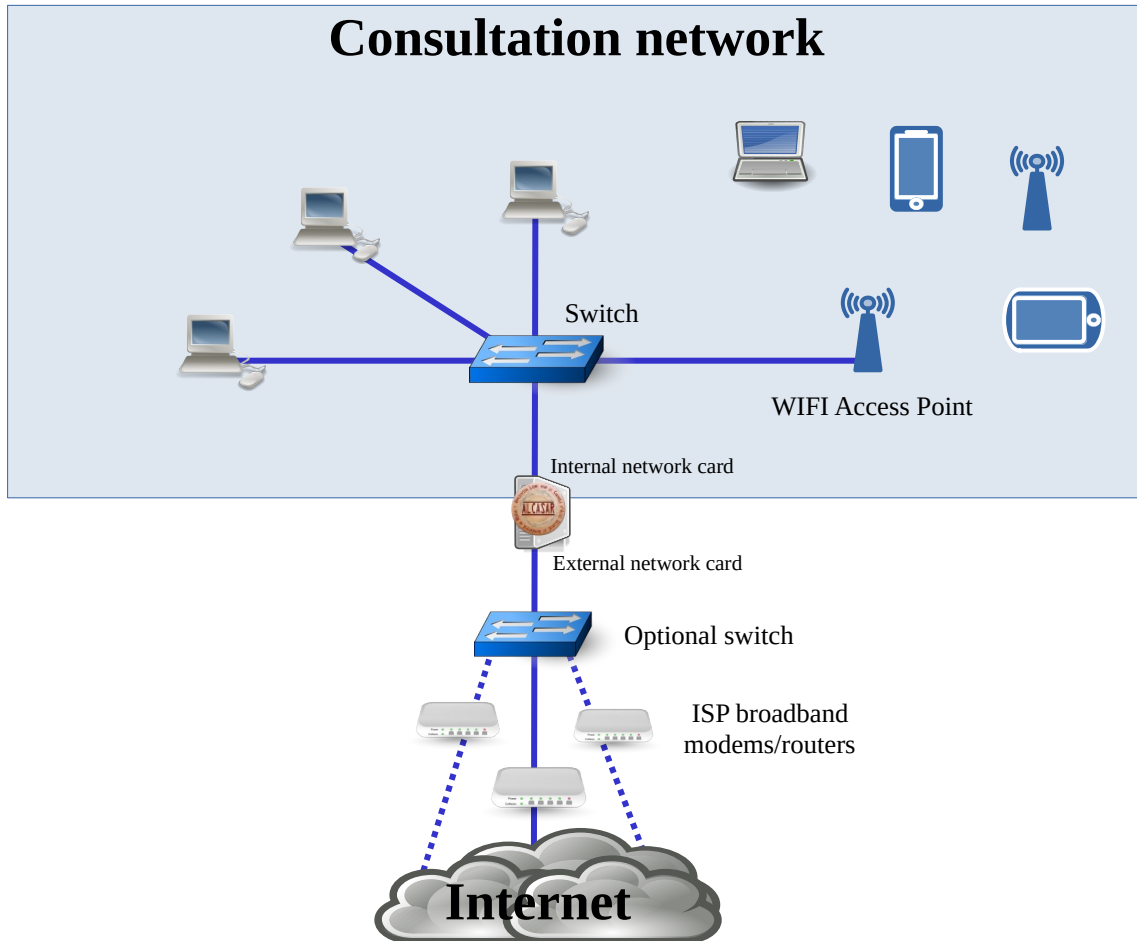 Consultation network
Switch
WIFI Access Point
Internal network card
ALCASAR
External network card
Optional switch
ISP broadband
modems/routers
Internet